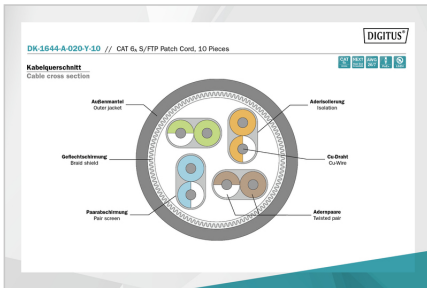 DIGITUS®
DK-1644-A-020-Y-10 // CAT 6A S/FTP Patch Cord, 10 Pieces
Kabelquerschnitt
Cable cross section
Außenmantel
Outer jacket
Geflechtschirmung
Braid shield
Paarabschirmung
Pair screen
Aderisolierung
Isolation
Cu-Draht
Cu-Wire
Adernpaare
Twisted pair